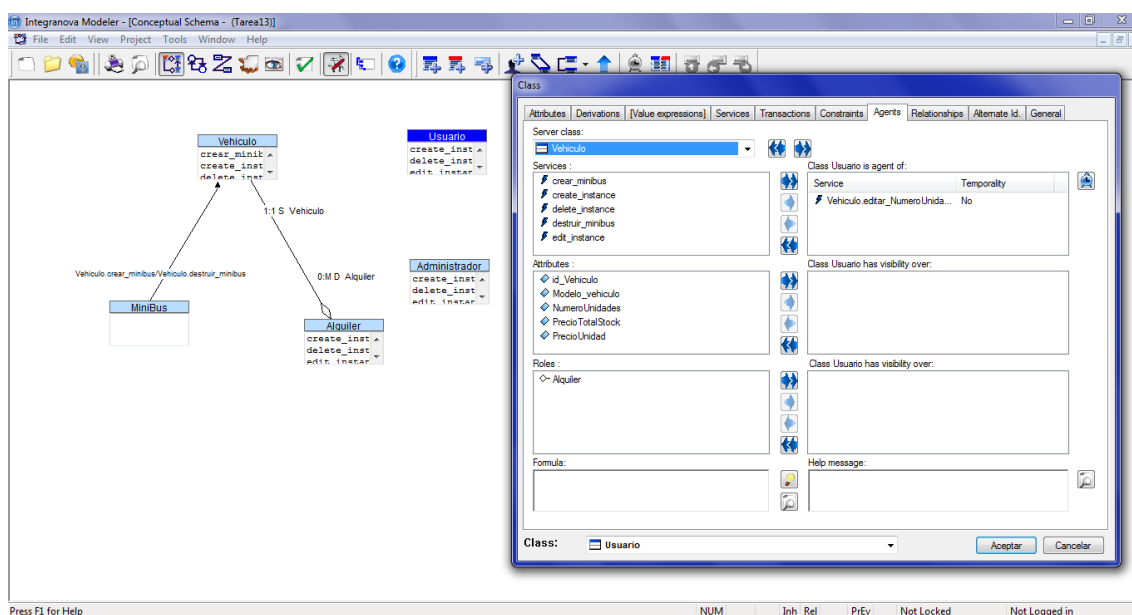 Integranova Modeler - [Conceptual Schema - (Tarea13)]
File Edit View Project Tools Window Help
Vehiculo
crear_minik
create_inst
delete_inst
Usuario
create_inst
delete_inst
edit_instar
1:1 S Vehiculo
Vehiculo.crear_minibus/Vehiculo.destruir_minibus
0:M D Alquiler
Administrador
create_inst
delete_inst
edit_instar
MiniBus
Alquiler
create_inst
delete_inst
edit_instar
Class
Attributes Derivations [Value expressions] Services Transactions Constraints Agents Relationships Alternate Id. General
Server class:
Vehiculo
Services :
crear_minibus
create_instance
delete_instance
destruir_minibus
edit_instance
Class Usuario is agent of:
Service Temporality
Vehiculo.editar_NumeroUnida... No
Attributes :
id_Vehiculo
Modelo_vehiculo
NumeroUnidades
PrecioTotalStock
PrecioUnidad
Class Usuario has visibility over:
Roles :
Alquiler
Class Usuario has visibility over:
Formula:
Help message:
Class: Usuario
Aceptar Cancelar
Press F1 for Help NUM Inh Rel PrEv Not Locked Not Logged in